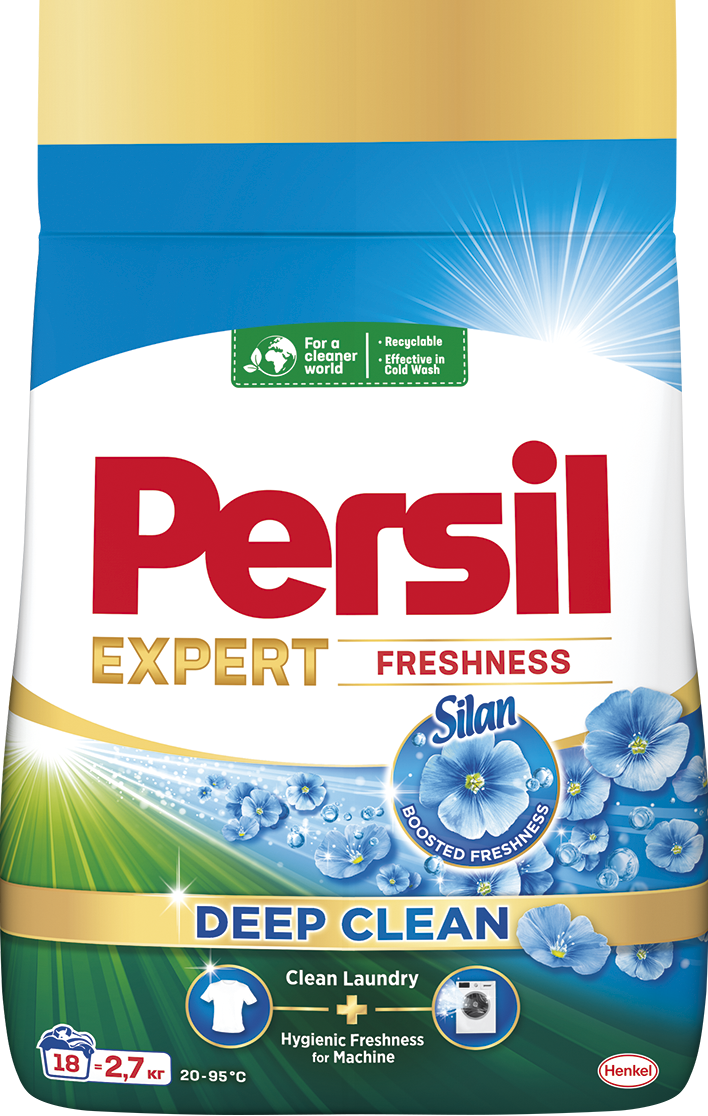 For a
cleaner
world
• Recyclable
• Effective in
Cold Wash
Persil
EXPERT
FRESHNESS
Silan
BOOSTED FRESHNESS
DEEP CLEAN
Clean Laundry
+
Hygienic Freshness
for Machine
18 = 2,7 кг
20-95°C
Henkel